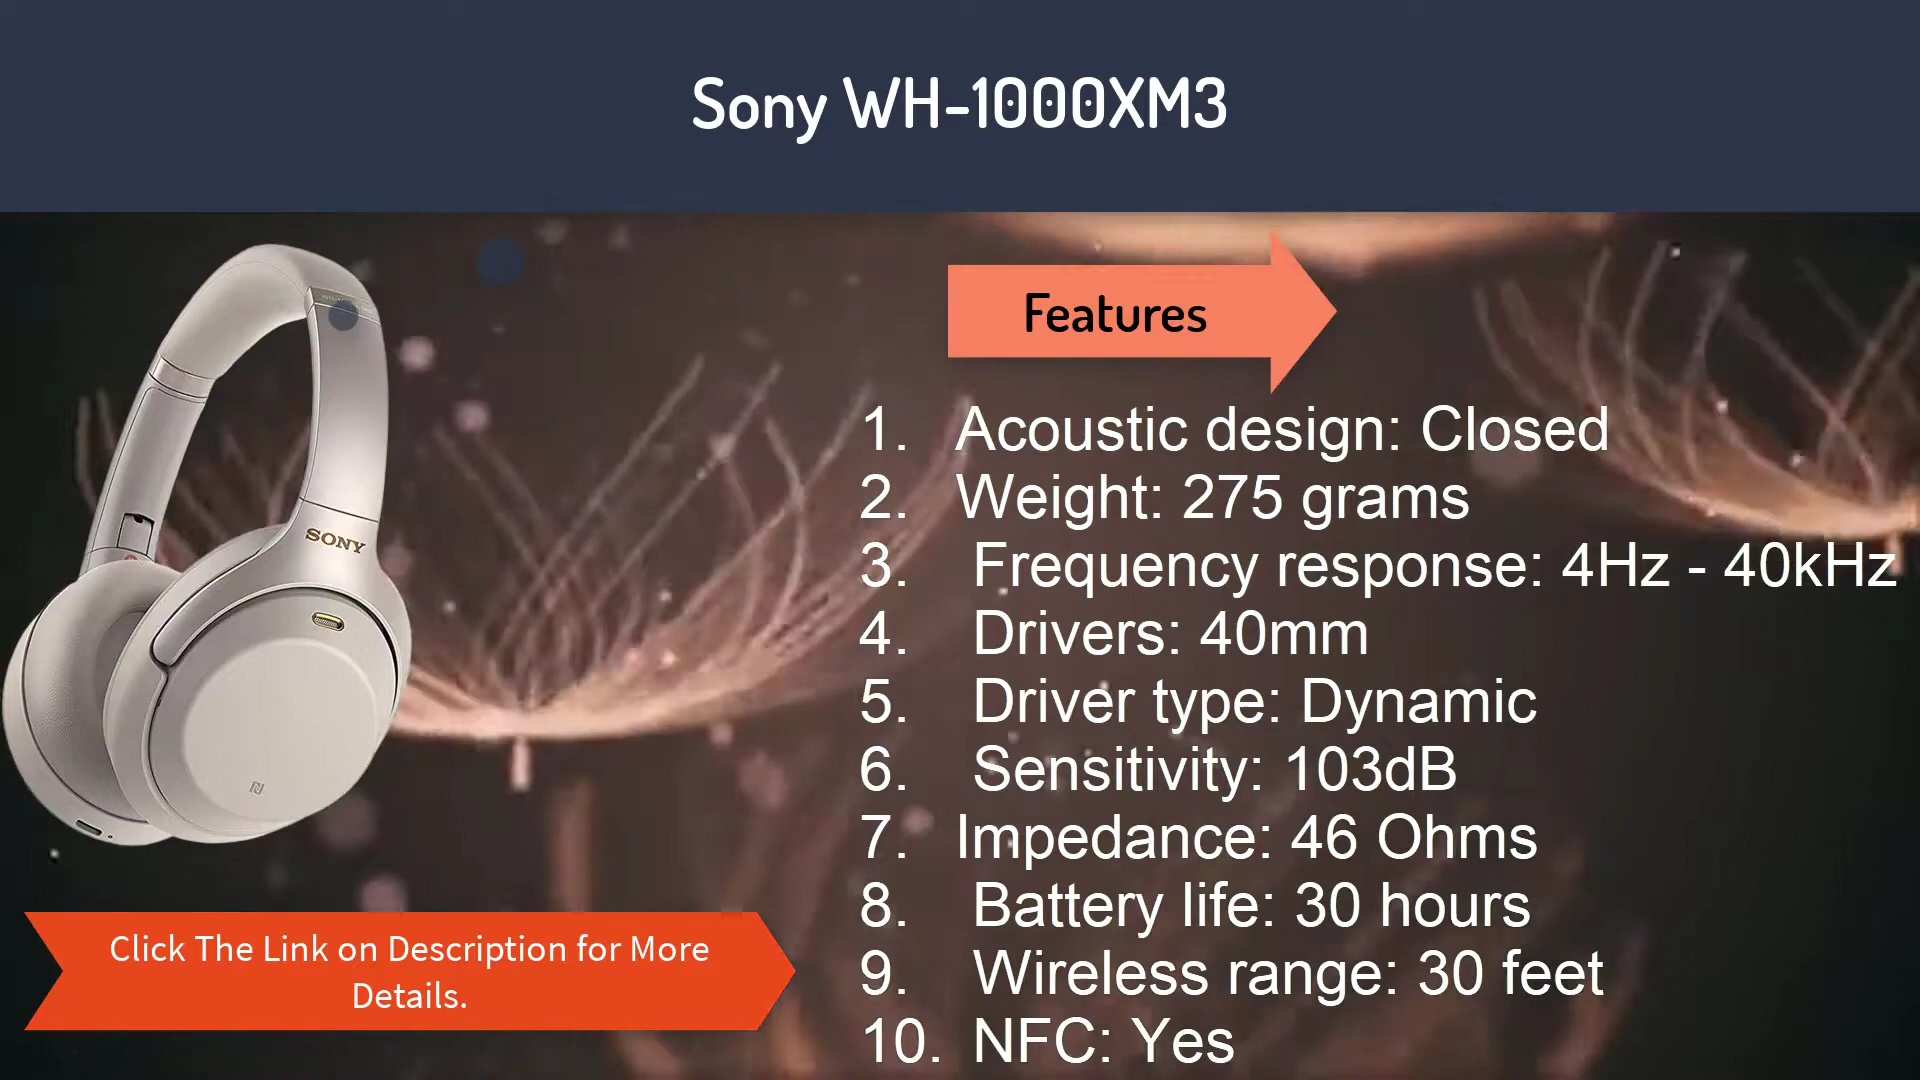 Sony WH-1000XM3
Features
SONY
1. Acoustic design: Closed
2. Weight: 275 grams
3. Frequency response: 4Hz - 40kHz
4. Drivers: 40mm
5. Driver type: Dynamic
6. Sensitivity: 103dB
7. Impedance: 46 Ohms
8. Battery life: 30 hours
9. Wireless range: 30 feet
10. NFC: Yes
Click The Link on Description for More
Details.